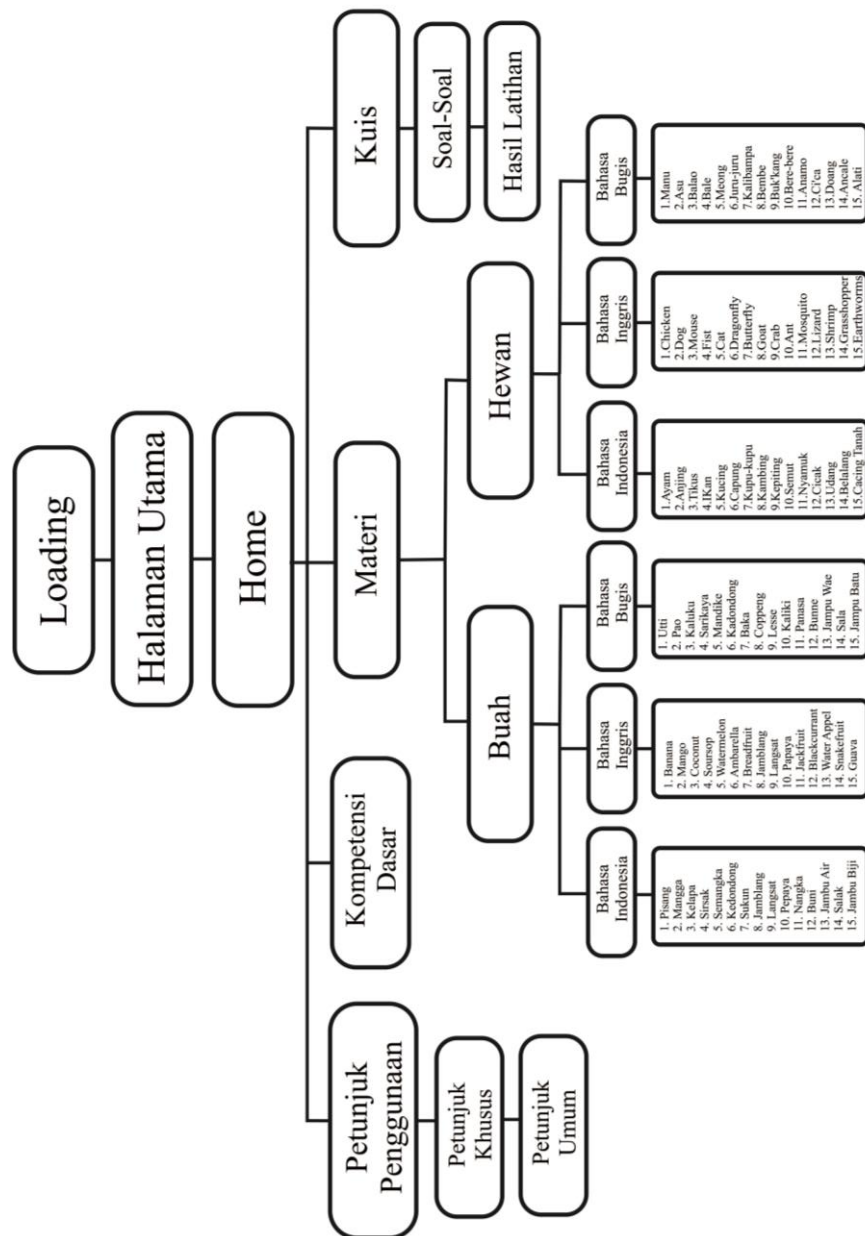 Loading
Halaman Utama
Home
Petunjuk
Penggunaan
Petunjuk
Khusus
Petunjuk
Umum
Kompetensi
Dasar
Materi
Kuis
Soal-Soal
Hasil Latihan
Buah
Hewan
Bahasa
Indonesia
1. Pisang
2. Mangga
3. Kelapa
4. Sirsak
5. Semangka
6. Kedondong
7. Sukun
8. Jamblang
9. Langsat
10. Pepaya
11. Nangka
12. Buni
13. Jambu Air
14. Salak
15. Jambu Biji
Bahasa
Inggris
1. Banana
2. Mango
3. Coconut
4. Soursop
5. Watermelon
6. Ambarella
7. Breadfruit
8. Jamblang
9. Langsat
10. Papaya
11. Jackfruit
12. Blackcurrant
13. Water Appel
14. Snakefruit
15. Guava
Bahasa
Bugis
1. Utti
2. Pao
3. Kaluku
4. Sarikaya
5. Mandike
6. Kadondong
7. Baka
8. Coppeng
9. Lesse
10. Kaliki
11. Panasa
12. Bunne
13. Jampu Wae
14. Sala
15. Jampu Batu
Bahasa
Indonesia
1.Ayam
2.Anjing
3.Tikus
4.IKan
5.Kucing
6.Capung
7.Kupu-kupu
8.Kambing
9.Kepiting
10.Semut
11.Nyamuk
12.Cicak
13.Udang
14.Belalang
15.Cacing Tanah
Bahasa
Inggris
1.Chicken
2.Dog
3.Mouse
4.Fist
5.Cat
6.Dragonfly
7.Butterfly
8.Goat
9.Crab
10.Ant
11.Mosquito
12.Lizard
13.Shrimp
14.Grasshopper
15.Earthworms
Bahasa
Bugis
1.Manu
2.Asu
3.Balao
4.Bale
5.Meong
6.Juru-juru
7.Kalibampa
8.Bembe
9.Buk'kang
10.Bere-bere
11.Anamo
12.Ci'ca
13.Doang
14.Ancale
15. Alati